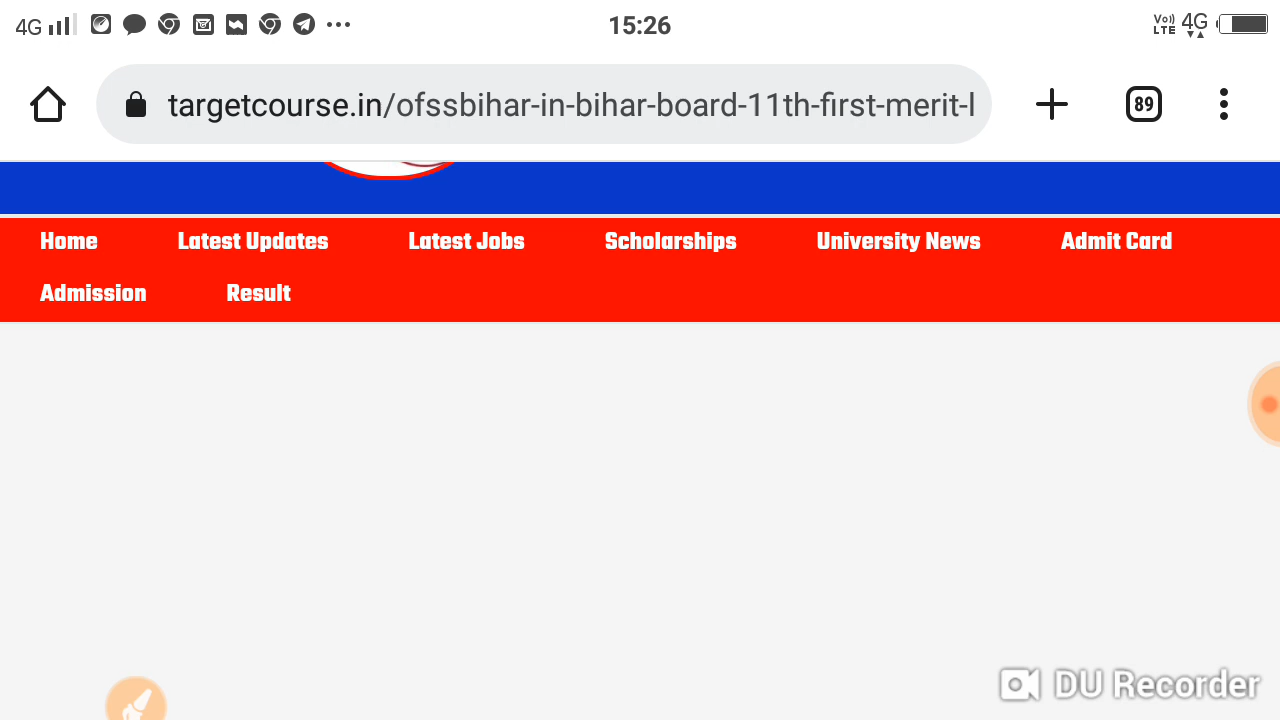 4G 15:26 Vo)) LTE 4G
targetcourse.in/ofssbihar-in-bihar-board-11th-first-merit-l 89
Home Latest Updates Latest Jobs Scholarships University News Admit Card
Admission Result
DU Recorder